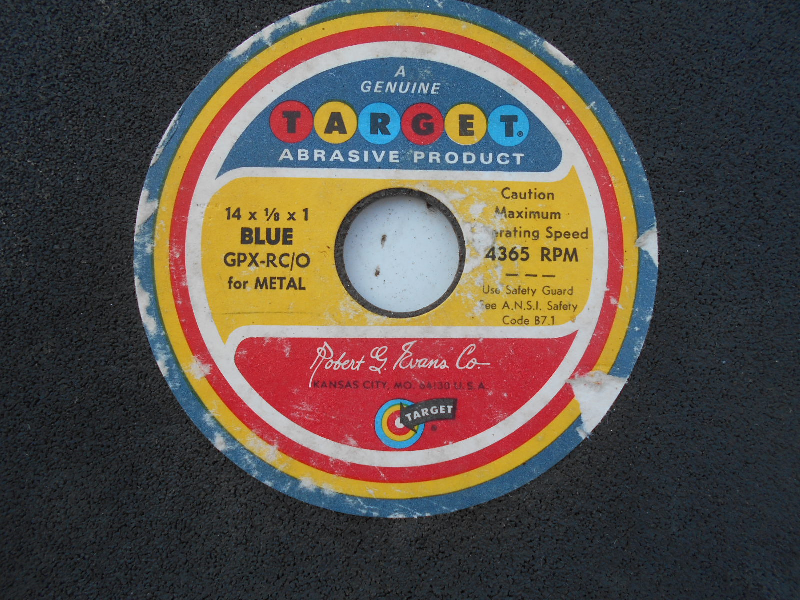 A
GENUINE
TARGET®
ABRASIVE PRODUCT
14 x ⅛ x 1
BLUE
GPX-RC/O
for METAL
Caution
Maximum
Speed
4365 RPM
Use Safety Guard
See A.N.S.I. Safety
Code B7.1
Robert G. Evans Co
KANSAS CITY, MO. 64130 U.S.A.
TARGET
®